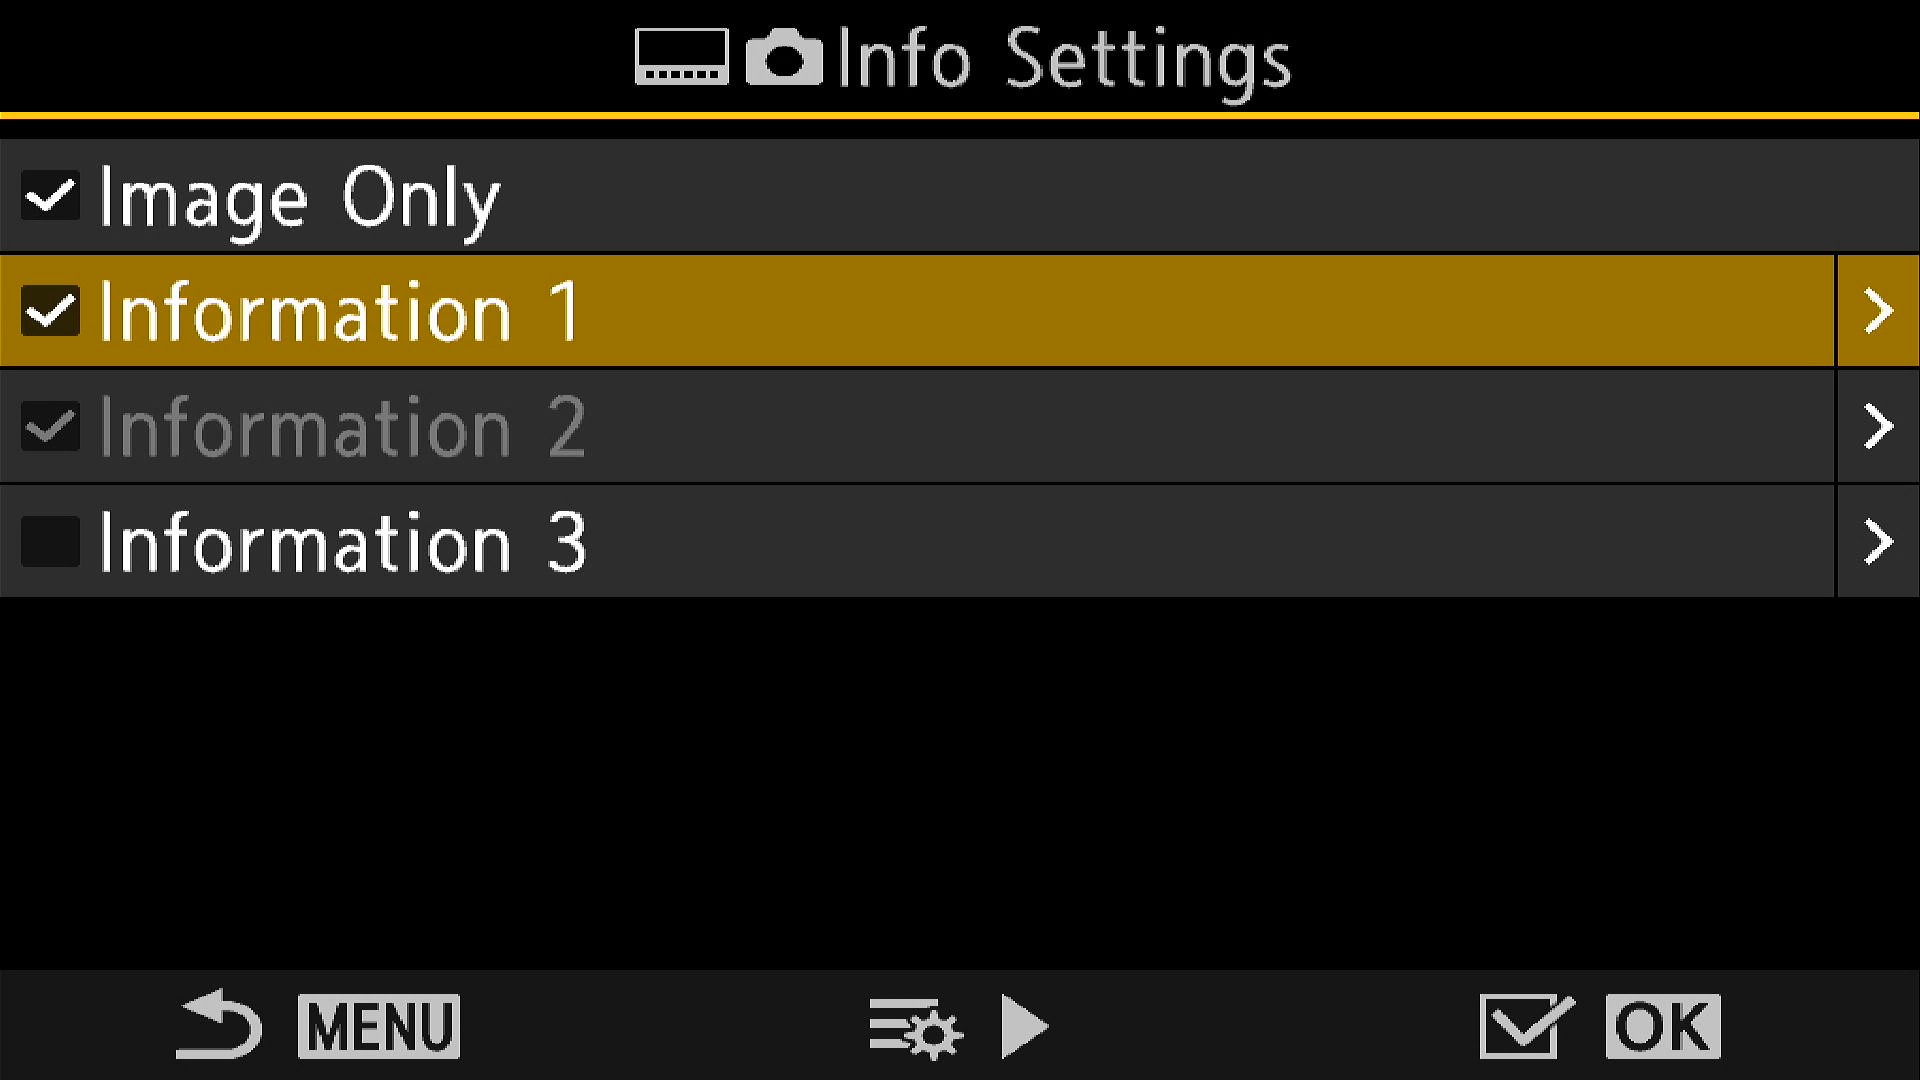 Info Settings
Image Only
Information 1
Information 2
Information 3
MENU
OK